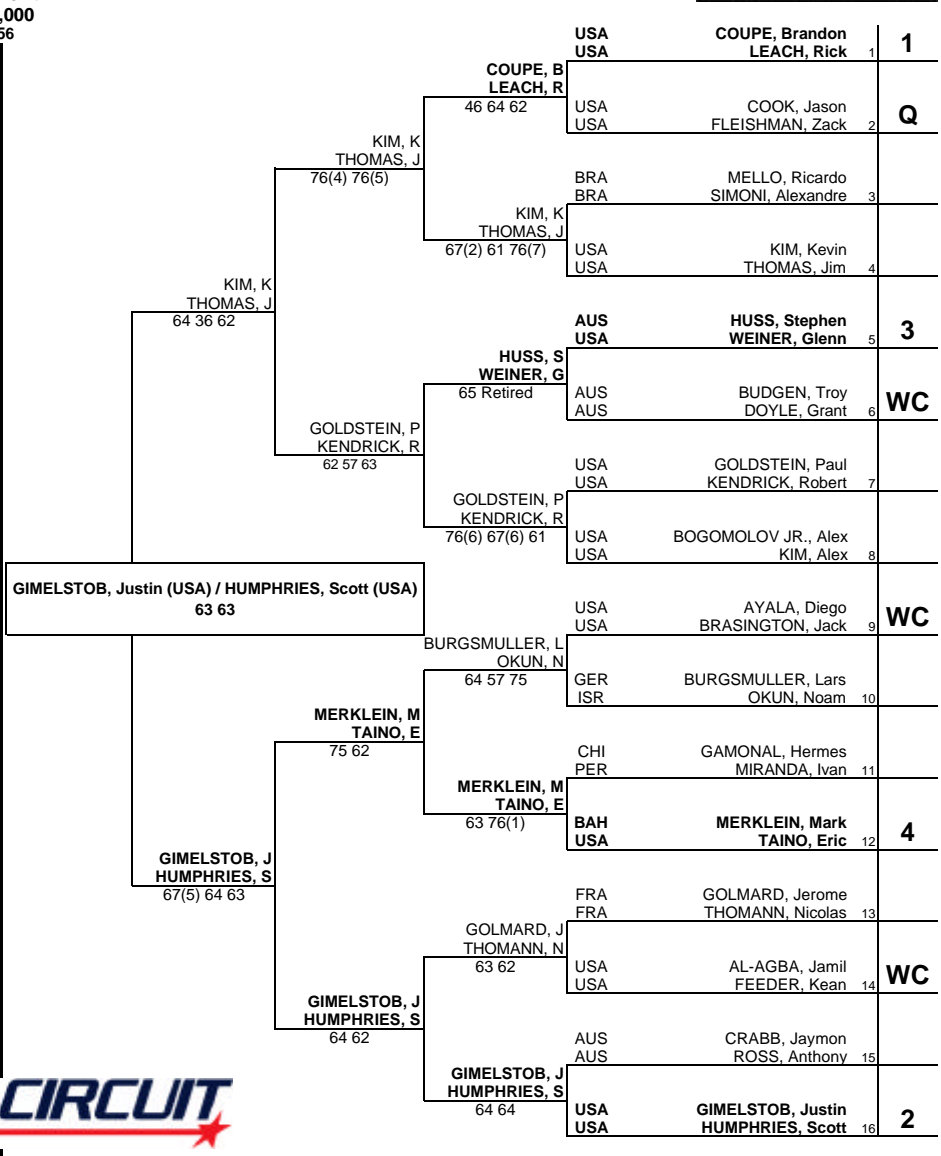 ,000
56
USA COUPE, Brandon
USA LEACH, Rick 1
1
COUPE, B
LEACH, R
46 64 62
USA COOK, Jason
USA FLEISHMAN, Zack 2
Q
KIM, K
THOMAS, J
76(4) 76(5)
BRA MELLO, Ricardo
BRA SIMONI, Alexandre 3
KIM, K
THOMAS, J
67(2) 61 76(7)
USA KIM, Kevin
USA THOMAS, Jim 4
KIM, K
THOMAS, J
64 36 62
AUS HUSS, Stephen
USA WEINER, Glenn 5
3
HUSS, S
WEINER, G
65 Retired
AUS BUDGEN, Troy
AUS DOYLE, Grant 6
WC
GOLDSTEIN, P
KENDRICK, R
62 57 63
USA GOLDSTEIN, Paul
USA KENDRICK, Robert 7
GOLDSTEIN, P
KENDRICK, R
76(6) 67(6) 61
USA BOGOMOLOV JR., Alex
USA KIM, Alex 8
GIMELSTOB, Justin (USA) / HUMPHRIES, Scott (USA)
63 63
USA AYALA, Diego
USA BRASINGTON, Jack 9
WC
BURGSMULLER, L
OKUN, N
64 57 75
GER BURGSMULLER, Lars
ISR OKUN, Noam 10
MERKLEIN, M
TAINO, E
75 62
CHI GAMONAL, Hermes
PER MIRANDA, Ivan 11
MERKLEIN, M
TAINO, E
63 76(1)
BAH MERKLEIN, Mark
USA TAINO, Eric 12
4
GIMELSTOB, J
HUMPHRIES, S
67(5) 64 63
FRA GOLMARD, Jerome
FRA THOMANN, Nicolas 13
GOLMARD, J
THOMANN, N
63 62
USA AL-AGBA, Jamil
USA FEEDER, Kean 14
WC
GIMELSTOB, J
HUMPHRIES, S
64 62
AUS CRABB, Jaymon
AUS ROSS, Anthony 15
GIMELSTOB, J
HUMPHRIES, S
64 64
USA GIMELSTOB, Justin
USA HUMPHRIES, Scott 16
2
CIRCUIT